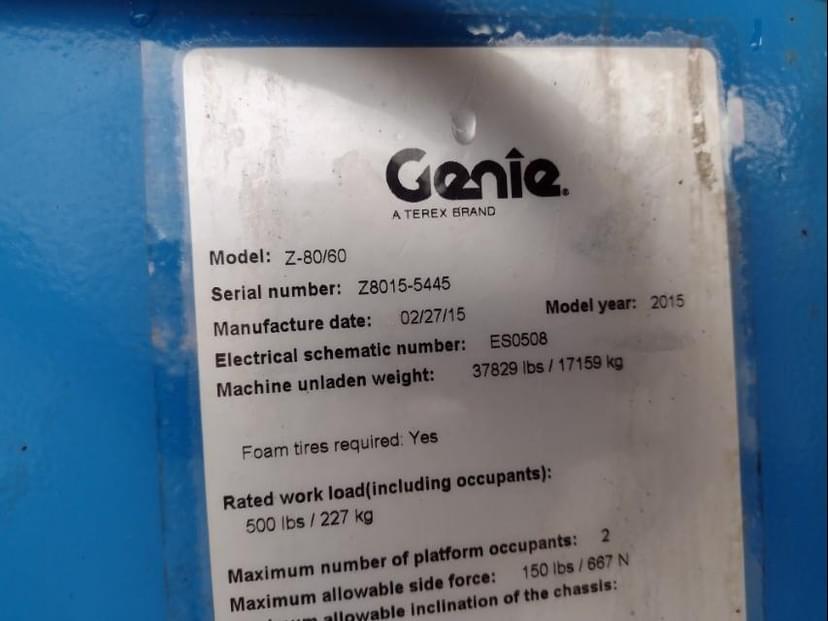 Genîe®
A TEREX BRAND
Model: Z-80/60
Serial number: Z8015-5445
Manufacture date: 02/27/15 Model year: 2015
Electrical schematic number: ES0508
Machine unladen weight: 37829 lbs / 17159 kg
Foam tires required: Yes
Rated work load(including occupants):
500 lbs / 227 kg
Maximum number of platform occupants: 2
Maximum allowable side force: 150 lbs / 667 N
allowable inclination of the chassis: